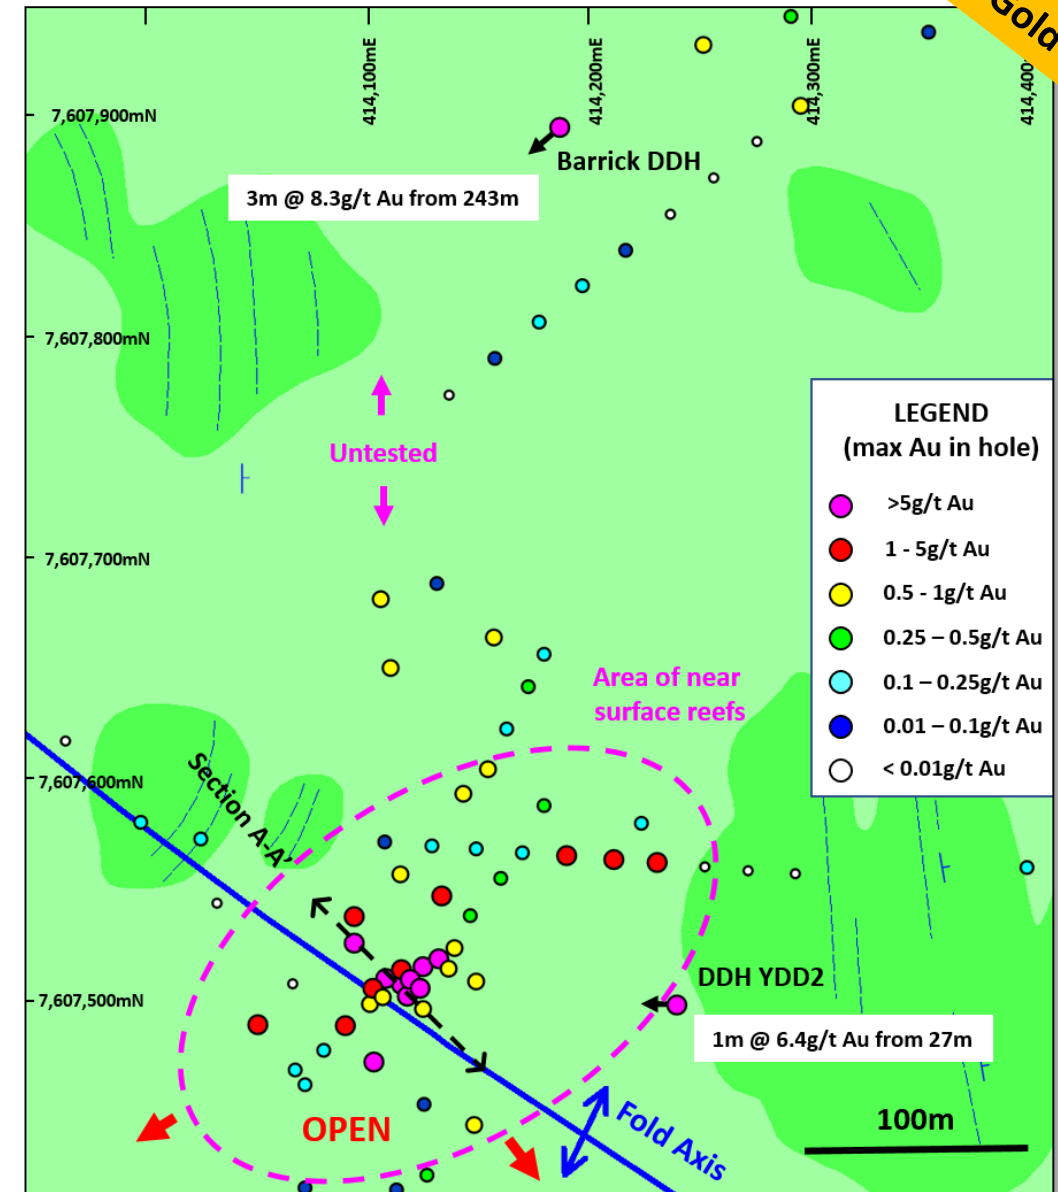 Gold
414,100mE
414,200mE
414,300mE
414,400
7,607,900mN
Barrick DDH
3m @ 8.3g/t Au from 243m
7,607,800mN
Untested
LEGEND
(max Au in hole)
>5g/t Au
1 - 5g/t Au
0.5 - 1g/t Au
0.25 – 0.5g/t Au
0.1 – 0.25g/t Au
0.01 – 0.1g/t Au
< 0.01g/t Au
7,607,700mN
Area of near
surface reefs
7,607,600mN
Section A-A’
DDH YDD2
7,607,500mN
1m @ 6.4g/t Au from 27m
OPEN
Fold Axis
100m